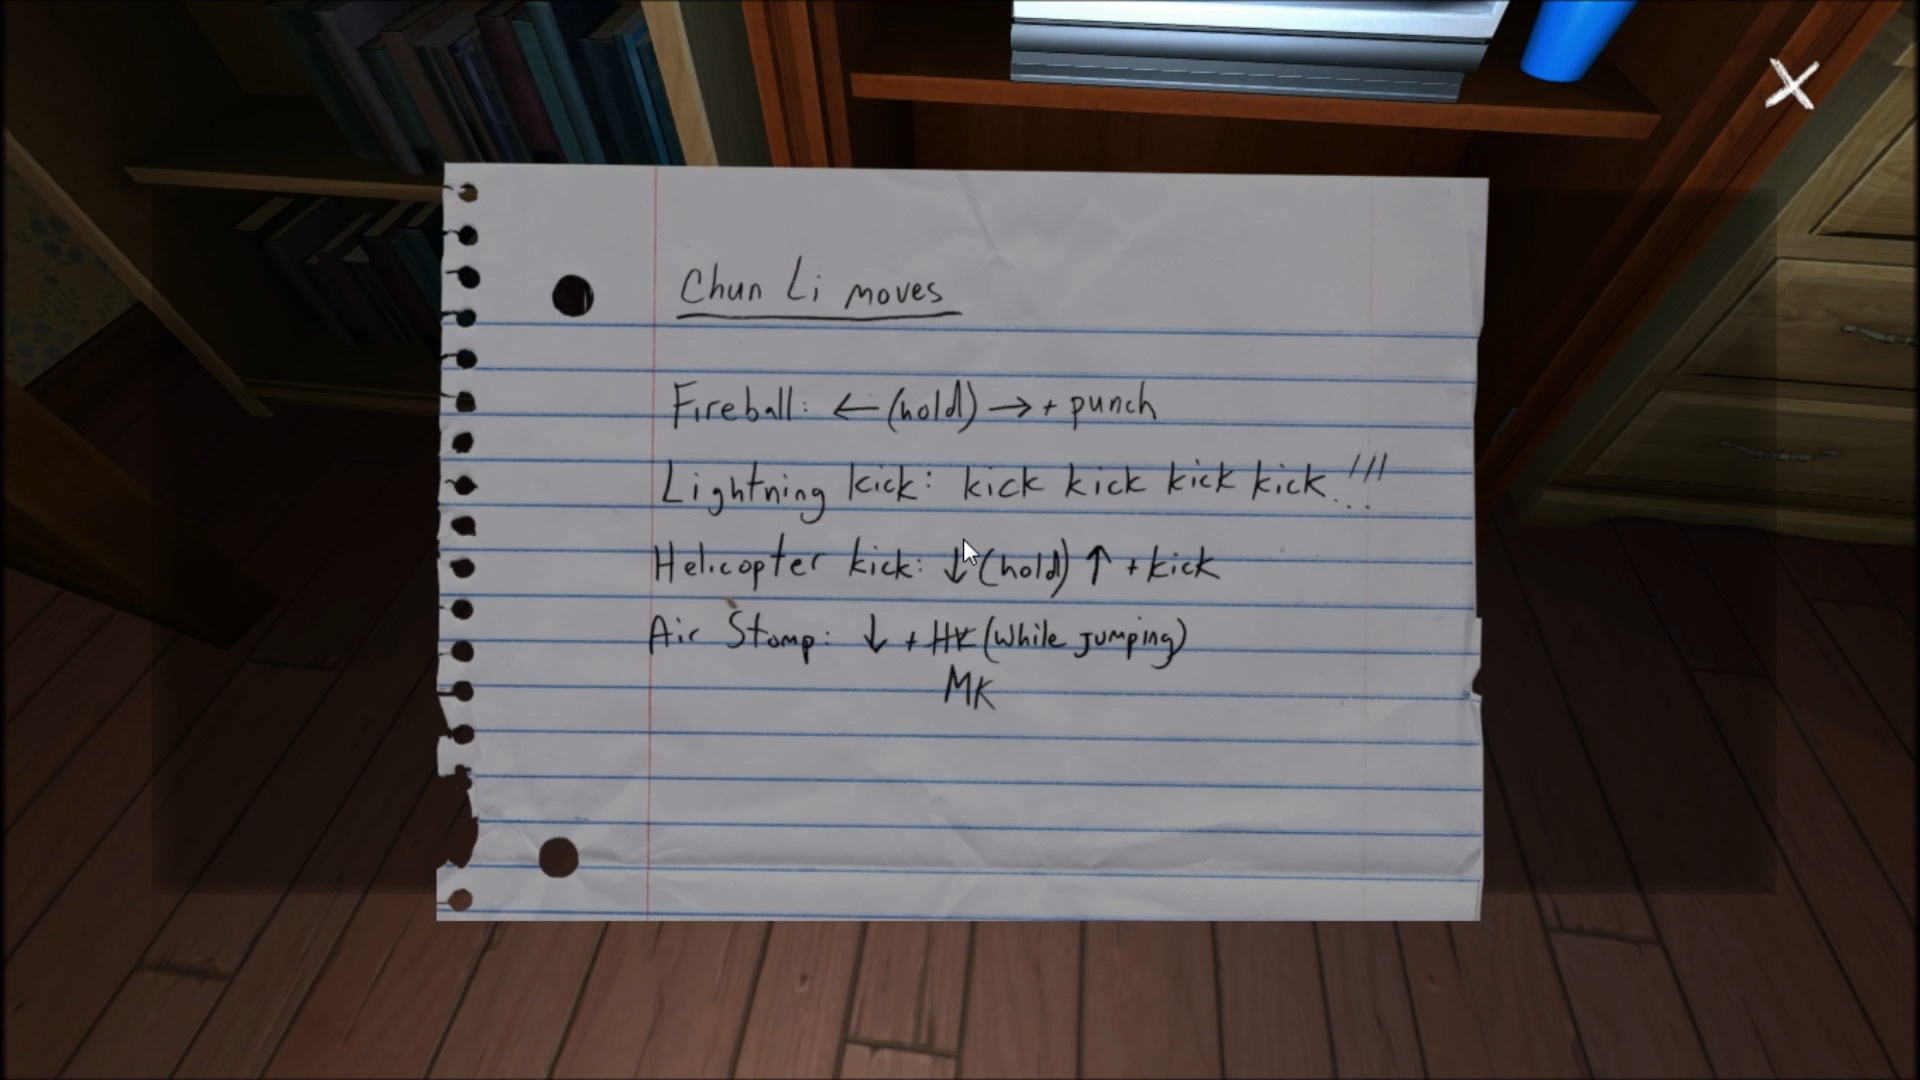 Chun Li moves
Fireball: ← (hold) → + punch
Lightning kick: kick kick kick kick!!!
Helicopter kick: ↓ (hold) ↑ + kick
Air Stomp: ↓ + HK (while jumping)
MK